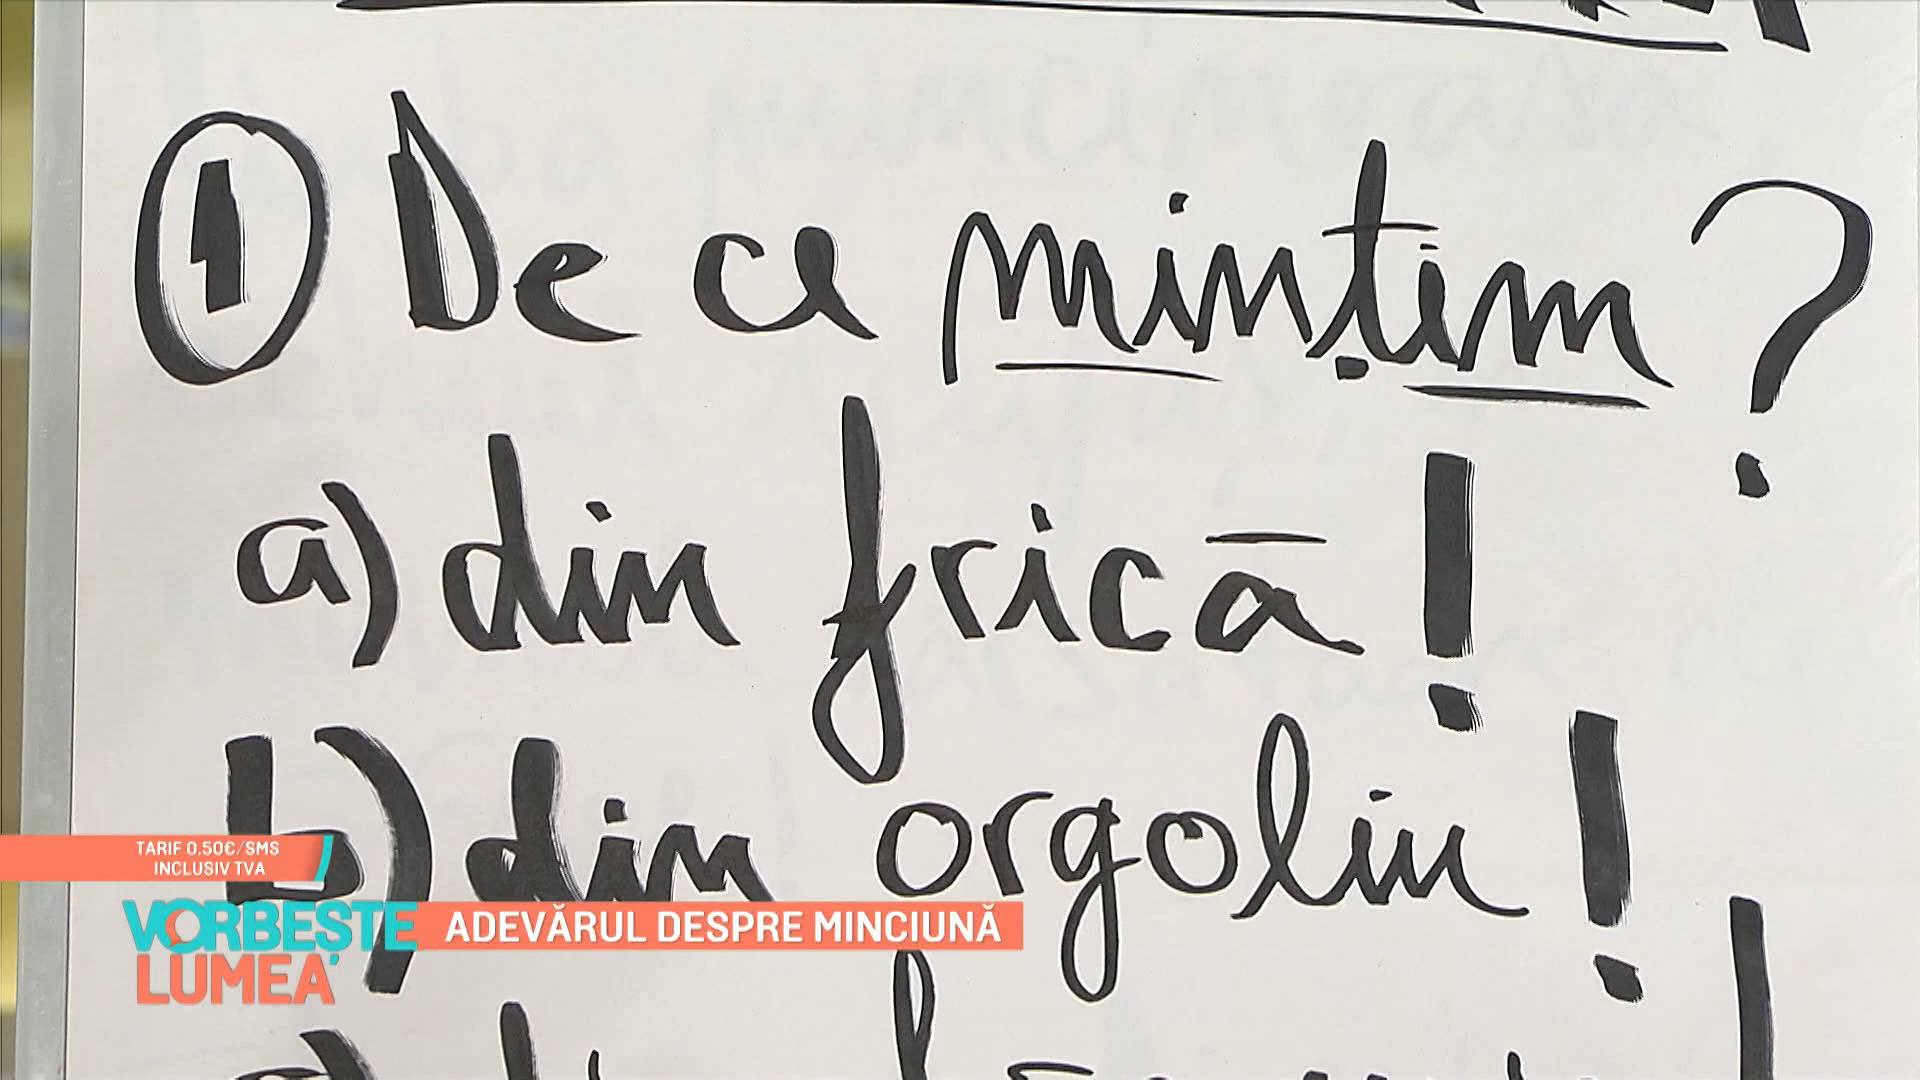 1 De ce mințim?
a) din frică!
b) din orgoliu!
TARIF 0.50€/SMS
INCLUSIV TVA
VORBEȘTE
LUMEA
ADEVĂRUL DESPRE MINCIUNĂ